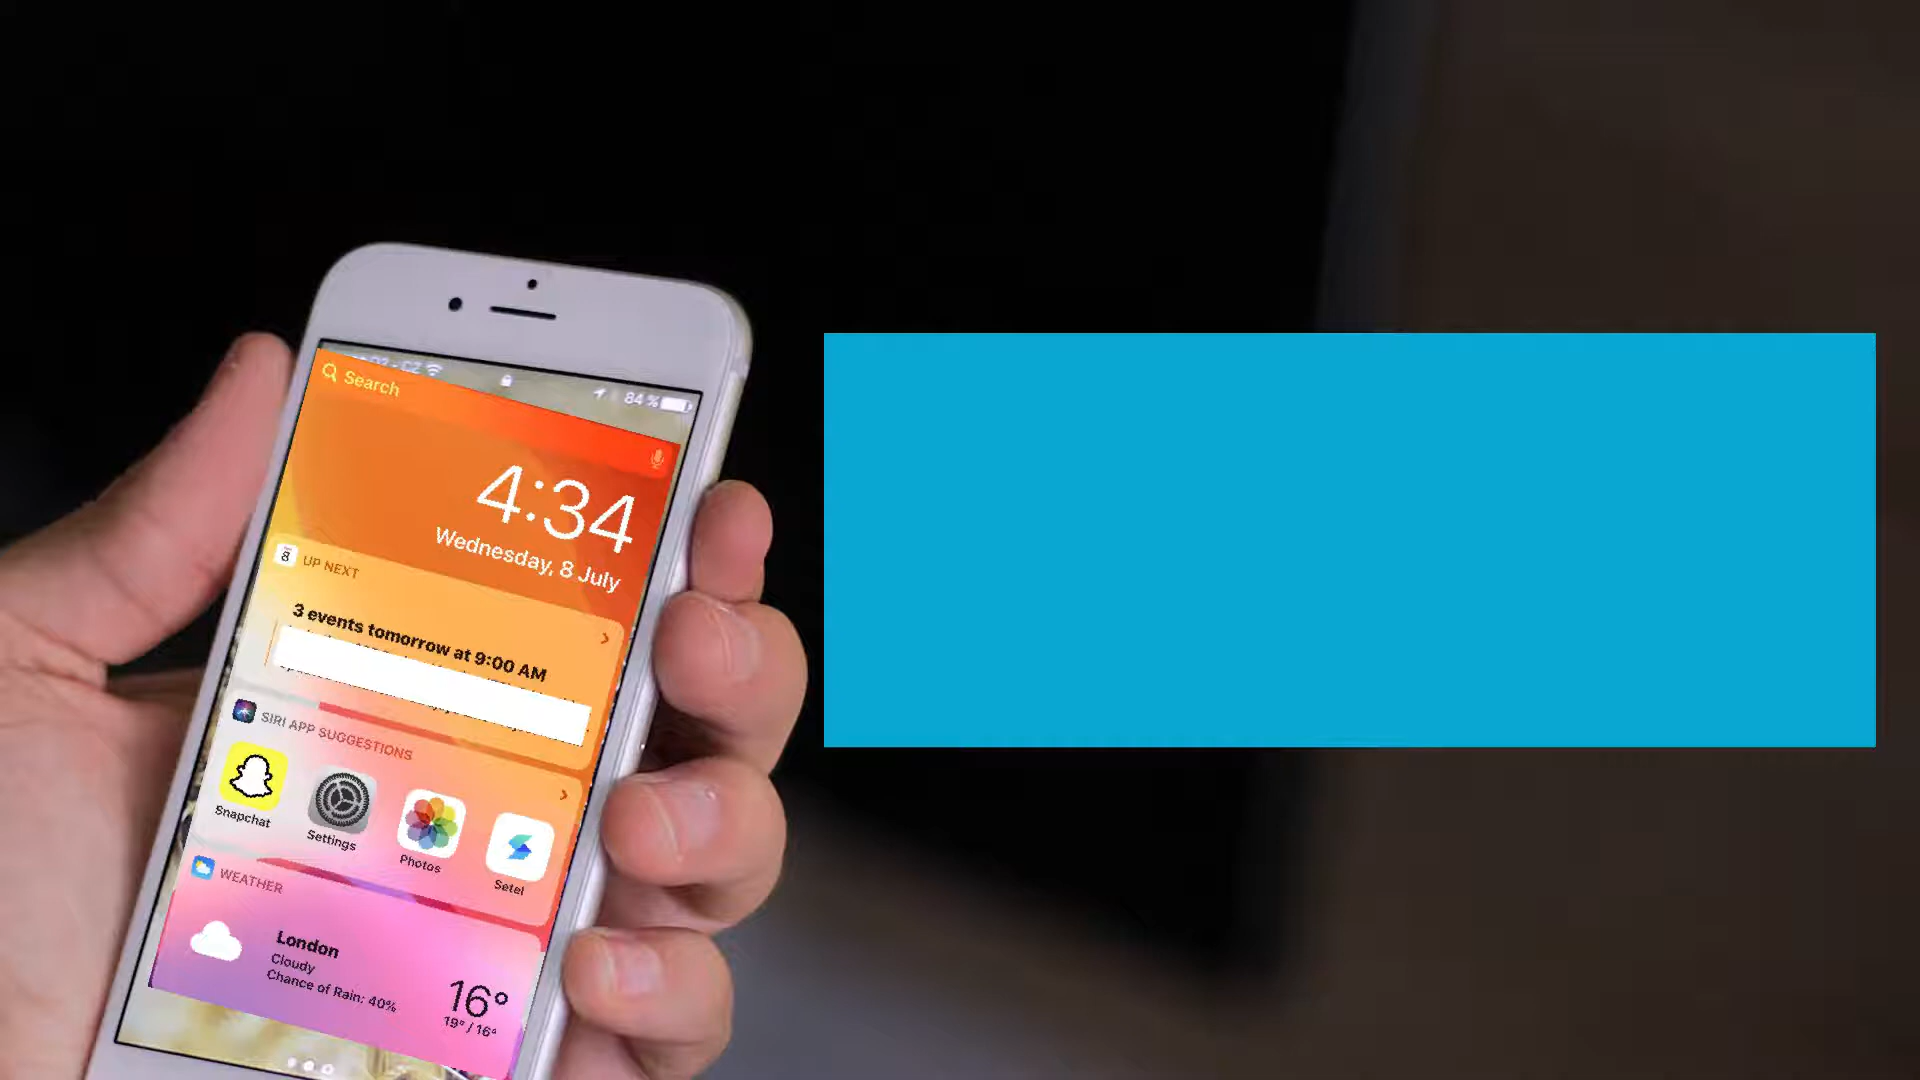 Search
84 %
4:34
Wednesday, 8 July
8
UP NEXT
3 events tomorrow at 9:00 AM
SIRI APP SUGGESTIONS
Snapchat
Settings
Photos
Setel
WEATHER
London
Cloudy
Chance of Rain: 40%
16°
19° / 16°